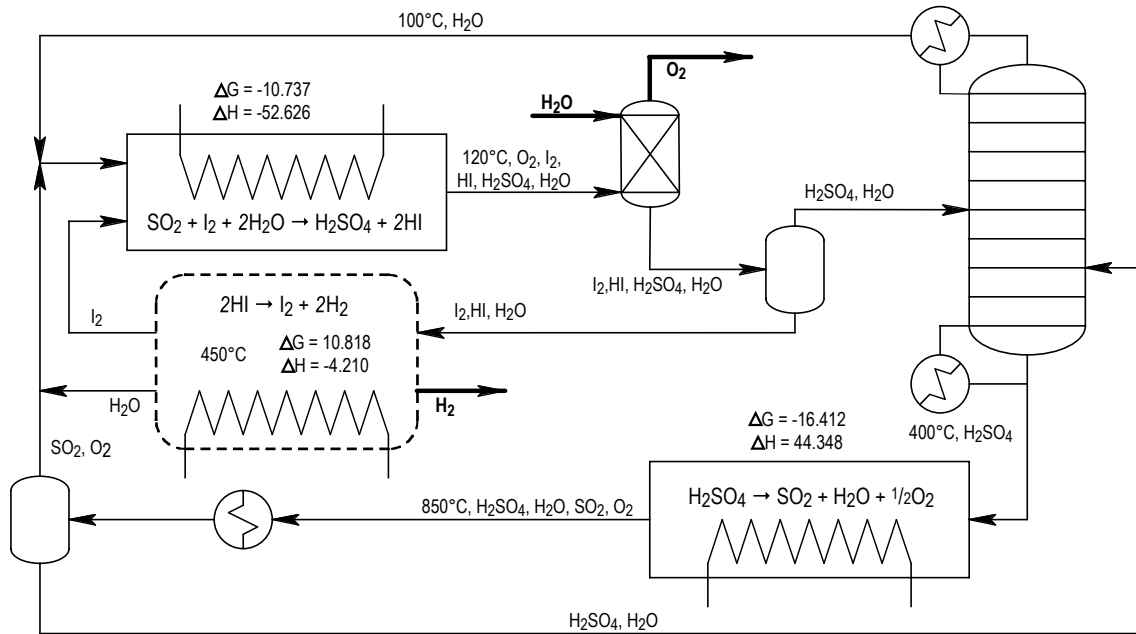 100°C, H₂O
O₂
ΔG = -10.737
ΔH = -52.626
H₂O
120°C, O₂, I₂,
HI, H₂SO₄, H₂O
SO₂ + I₂ + 2H₂O → H₂SO₄ + 2HI
H₂SO₄, H₂O
I₂,HI, H₂SO₄, H₂O
2HI → I₂ + 2H₂
I₂
I₂,HI, H₂O
450°C
ΔG = 10.818
ΔH = -4.210
H₂O
H₂
SO₂, O₂
400°C, H₂SO₄
ΔG = -16.412
ΔH = 44.348
H₂SO₄ → SO₂ + H₂O + 1/2O₂
850°C, H₂SO₄, H₂O, SO₂, O₂
H₂SO₄, H₂O